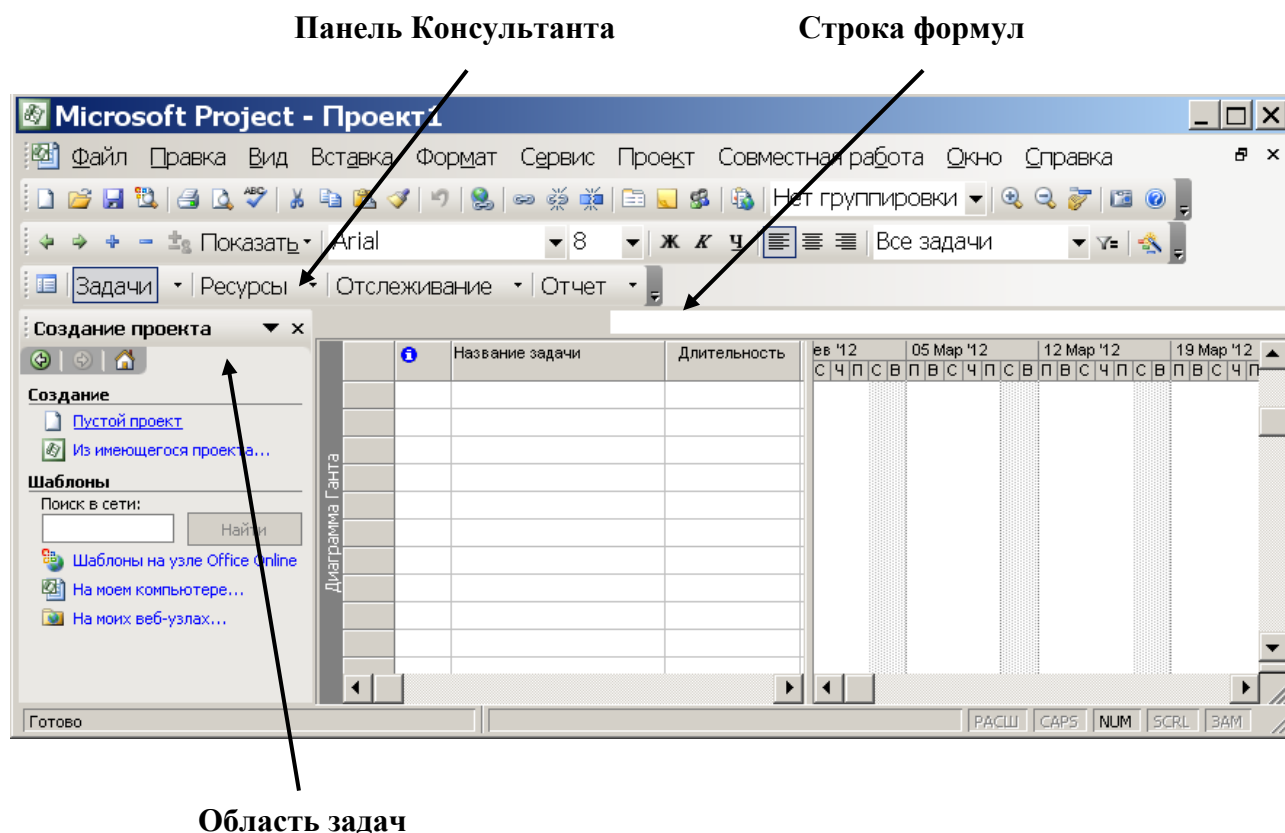 Панель Консультанта Строка формул
Microsoft Project - Проект1
Файл Правка Вид Вставка Формат Сервис Проект Совместная работа Окно Справка
ABC Нет группировки
Показать Arial 8 Ж К Ч Все задачи
Задачи Ресурсы Отслеживание Отчет
Создание проекта
Название задачи Длительность ев '12 05 Мар '12 12 Мар '12 19 Мар '12
С Ч П С В П В С Ч П С В П В С Ч П С В П В С Ч П
Создание
Пустой проект
Из имеющегося проекта...
Шаблоны
Поиск в сети:
Найти
Шаблоны на узле Office Online
На моем компьютере...
На моих веб-узлах...
Диаграмма Ганта
Готово РАСШ CAPS NUM SCRL ЗАМ
Область задач